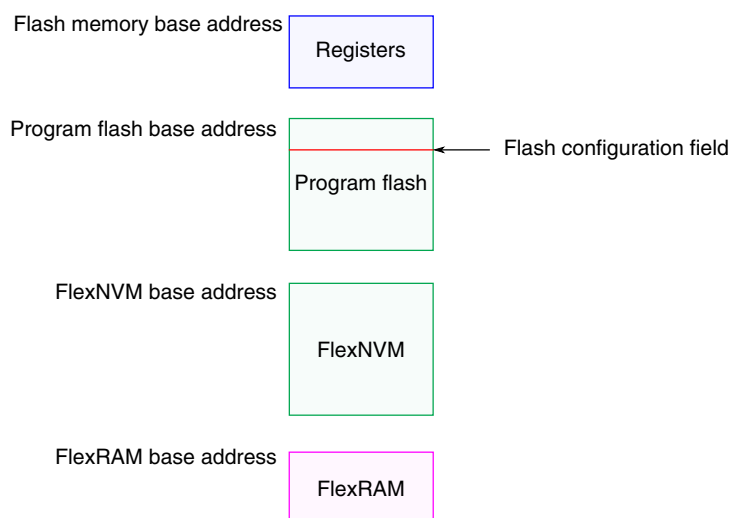 Flash memory base address
Registers
Program flash base address
Flash configuration field
Program flash
FlexNVM base address
FlexNVM
FlexRAM base address
FlexRAM